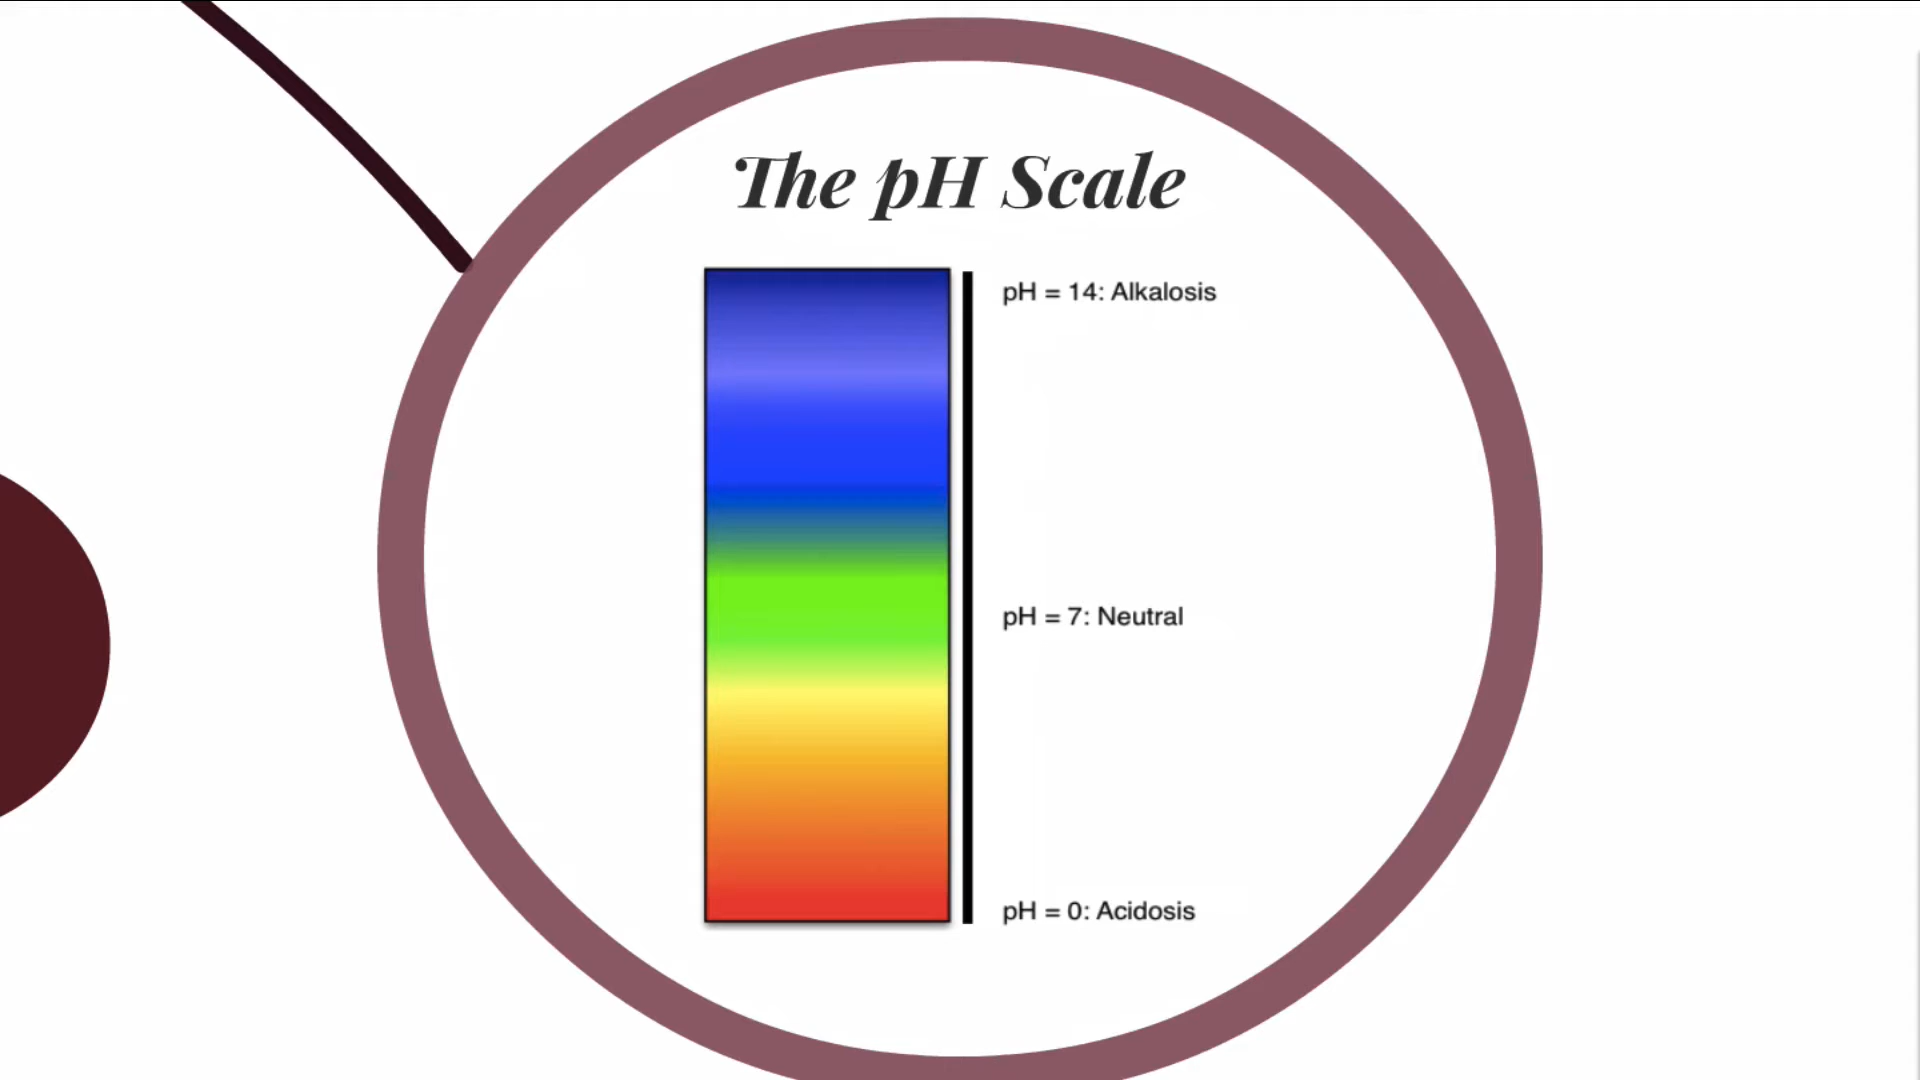 The pH Scale
pH = 14: Alkalosis
pH = 7: Neutral
pH = 0: Acidosis